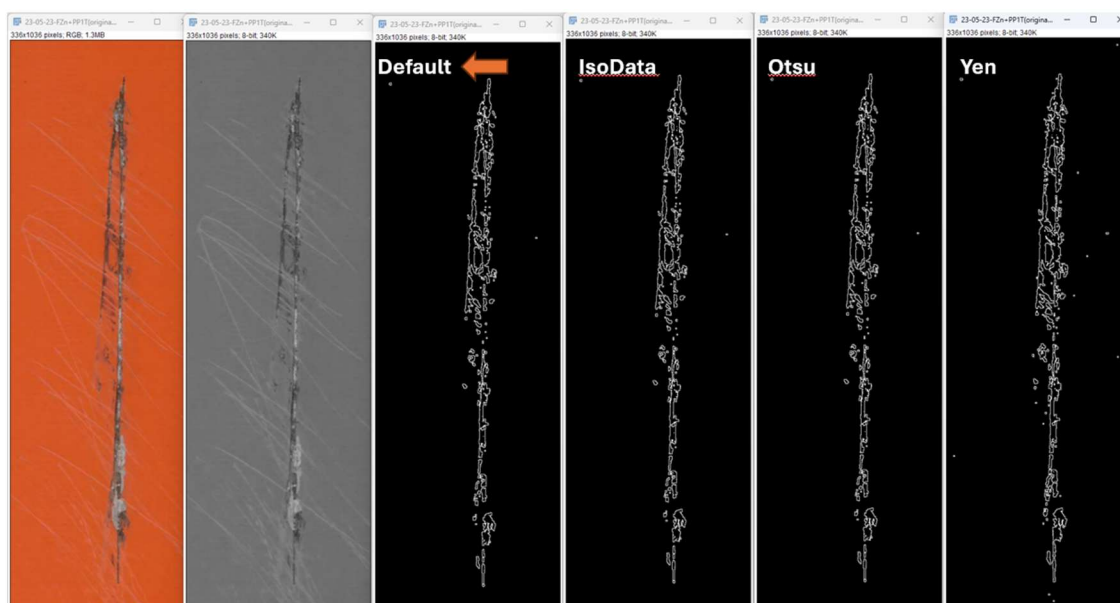 23-05-23-FZn+PP1T(origina...
336x1036 pixels; RGB; 1.3MB
23-05-23-FZn+PP1T(origina...
336x1036 pixels; 8-bit; 340K
23-05-23-FZn+PP1T(origina...
336x1036 pixels; 8-bit; 340K
Default
23-05-23-FZn+PP1T(origina...
336x1036 pixels; 8-bit; 340K
IsoData
23-05-23-FZn+PP1T(origina...
336x1036 pixels; 8-bit; 340K
Otsu
23-05-23-FZn+PP1T(origina...
336x1036 pixels; 8-bit; 340K
Yen